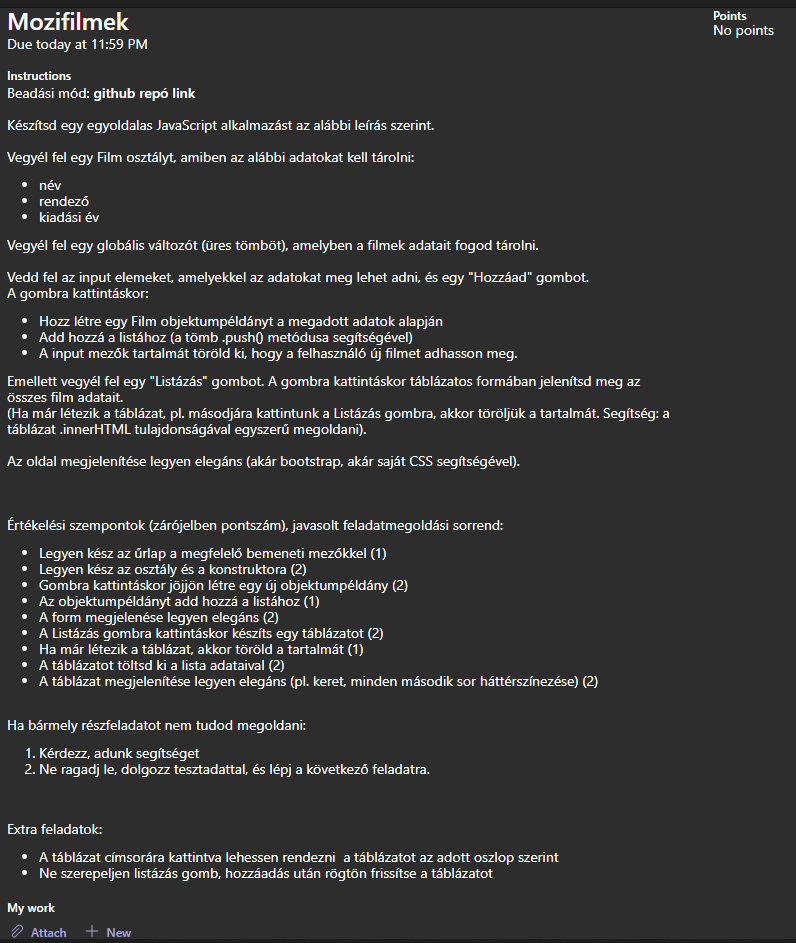 Mozifilmek
Points
Due today at 11:59 PM
No points
Instructions
Beadási mód: github repó link
Készítsd egy egyoldalas JavaScript alkalmazást az alábbi leírás szerint.
Vegyél fel egy Film osztályt, amiben az alábbi adatokat kell tárolni:
• név
• rendező
• kiadási év
Vegyél fel egy globális változót (üres tömböt), amelyben a filmek adatait fogod tárolni.
Vedd fel az input elemeket, amelyekkel az adatokat meg lehet adni, és egy "Hozzáad" gombot.
A gombra kattintáskor:
• Hozz létre egy Film objektumpéldányt a megadott adatok alapján
• Add hozzá a listához (a tömb .push() metódusa segítségével)
• A input mezők tartalmát töröld ki, hogy a felhasználó új filmet adhasson meg.
Emellett vegyél fel egy "Listázás" gombot. A gombra kattintáskor táblázatos formában jelenítsd meg az
összes film adatait.
(Ha már létezik a táblázat, pl. másodjára kattintunk a Listázás gombra, akkor töröljük a tartalmát. Segítség: a
táblázat .innerHTML tulajdonságával egyszerű megoldani).
Az oldal megjelenítése legyen elegáns (akár bootstrap, akár saját CSS segítségével).
Értékelési szempontok (zárójelben pontszám), javasolt feladatmegoldási sorrend:
• Legyen kész az űrlap a megfelelő bemeneti mezőkkel (1)
• Legyen kész az osztály és a konstruktora (2)
• Gombra kattintáskor jöjjön létre egy új objektumpéldány (2)
• Az objektumpéldányt add hozzá a listához (1)
• A form megjelenése legyen elegáns (2)
• A Listázás gombra kattintáskor készíts egy táblázatot (2)
• Ha már létezik a táblázat, akkor töröld a tartalmát (1)
• A táblázatot töltsd ki a lista adataival (2)
• A táblázat megjelenítése legyen elegáns (pl. keret, minden második sor háttérszínezése) (2)
Ha bármely részfeladatot nem tudod megoldani:
1. Kérdezz, adunk segítséget
2. Ne ragadj le, dolgozz tesztadattal, és lépj a következő feladatra.
Extra feladatok:
• A táblázat címsorára kattintva lehessen rendezni a táblázatot az adott oszlop szerint
• Ne szerepeljen listázás gomb, hozzáadás után rögtön frissítse a táblázatot
My work
Attach
New